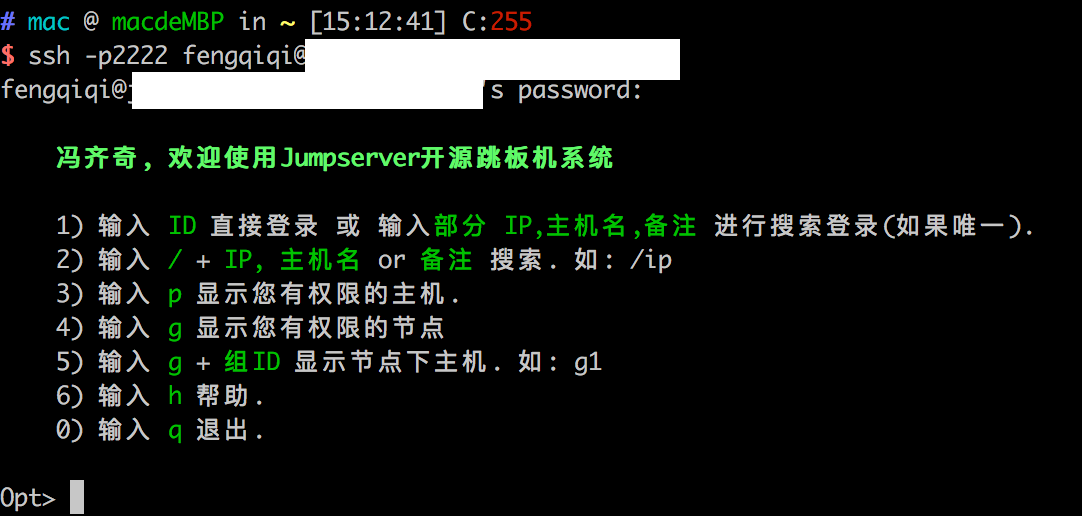 # mac @ macdeMBP in ~ [15:12:41] C:255
$ ssh -p2222 fengqiqi@
fengqiqi@j's password:
冯齐奇, 欢迎使用Jumpserver开源跳板机系统
1) 输入 ID 直接登录 或 输入部分 IP,主机名,备注 进行搜索登录(如果唯一).
2) 输入 / + IP, 主机名 or 备注 搜索. 如: /ip
3) 输入 p 显示您有权限的主机.
4) 输入 g 显示您有权限的节点
5) 输入 g + 组ID 显示节点下主机. 如: g1
6) 输入 h 帮助.
0) 输入 q 退出.
Opt>